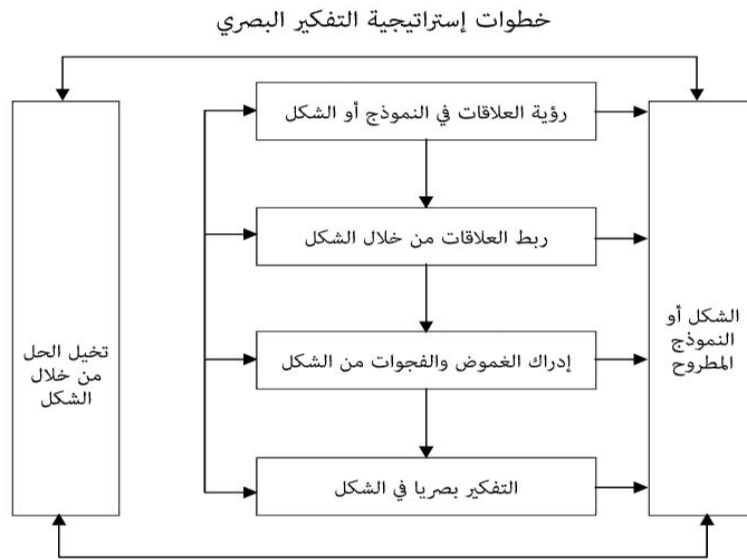 خطوات إستراتيجية التفكير البصري
رؤية العلاقات في النموذج أو الشكل
ربط العلاقات من خلال الشكل
إدراك الغموض والفجوات من الشكل
التفكير بصريا في الشكل
الشكل أو
النموذج
المطروح
تخيل الحل
من خلال
الشكل